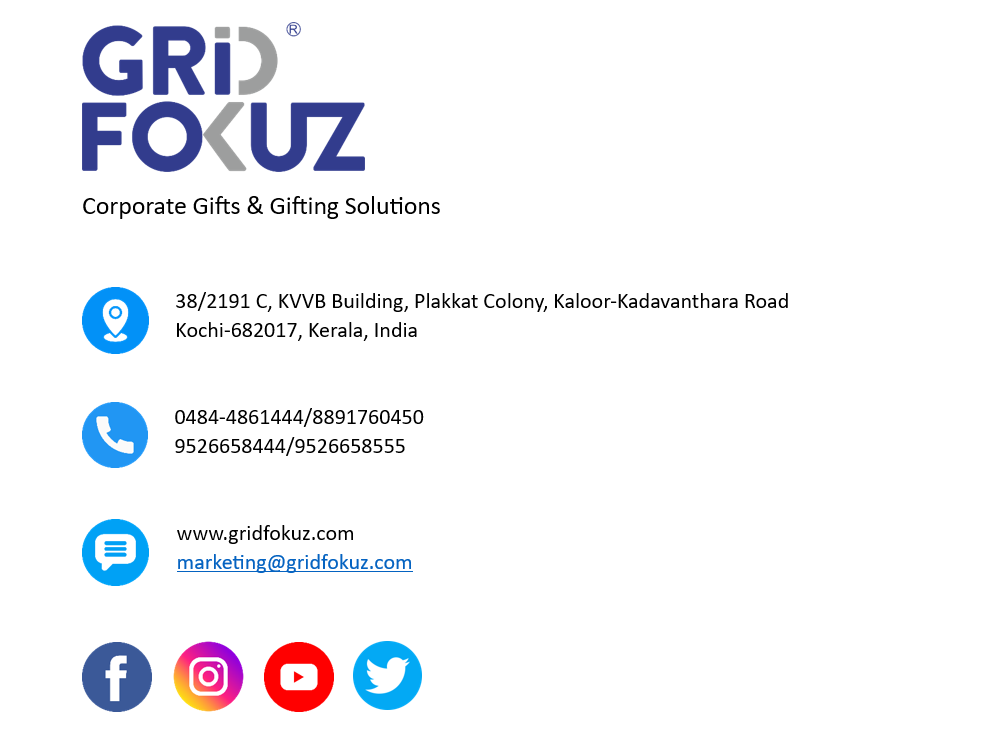 GRiD ®
FOKUZ
Corporate Gifts & Gifting Solutions
38/2191 C, KVVB Building, Plakkat Colony, Kaloor-Kadavanthara Road
Kochi-682017, Kerala, India
0484-4861444/8891760450
9526658444/9526658555
www.gridfokuz.com
marketing@gridfokuz.com